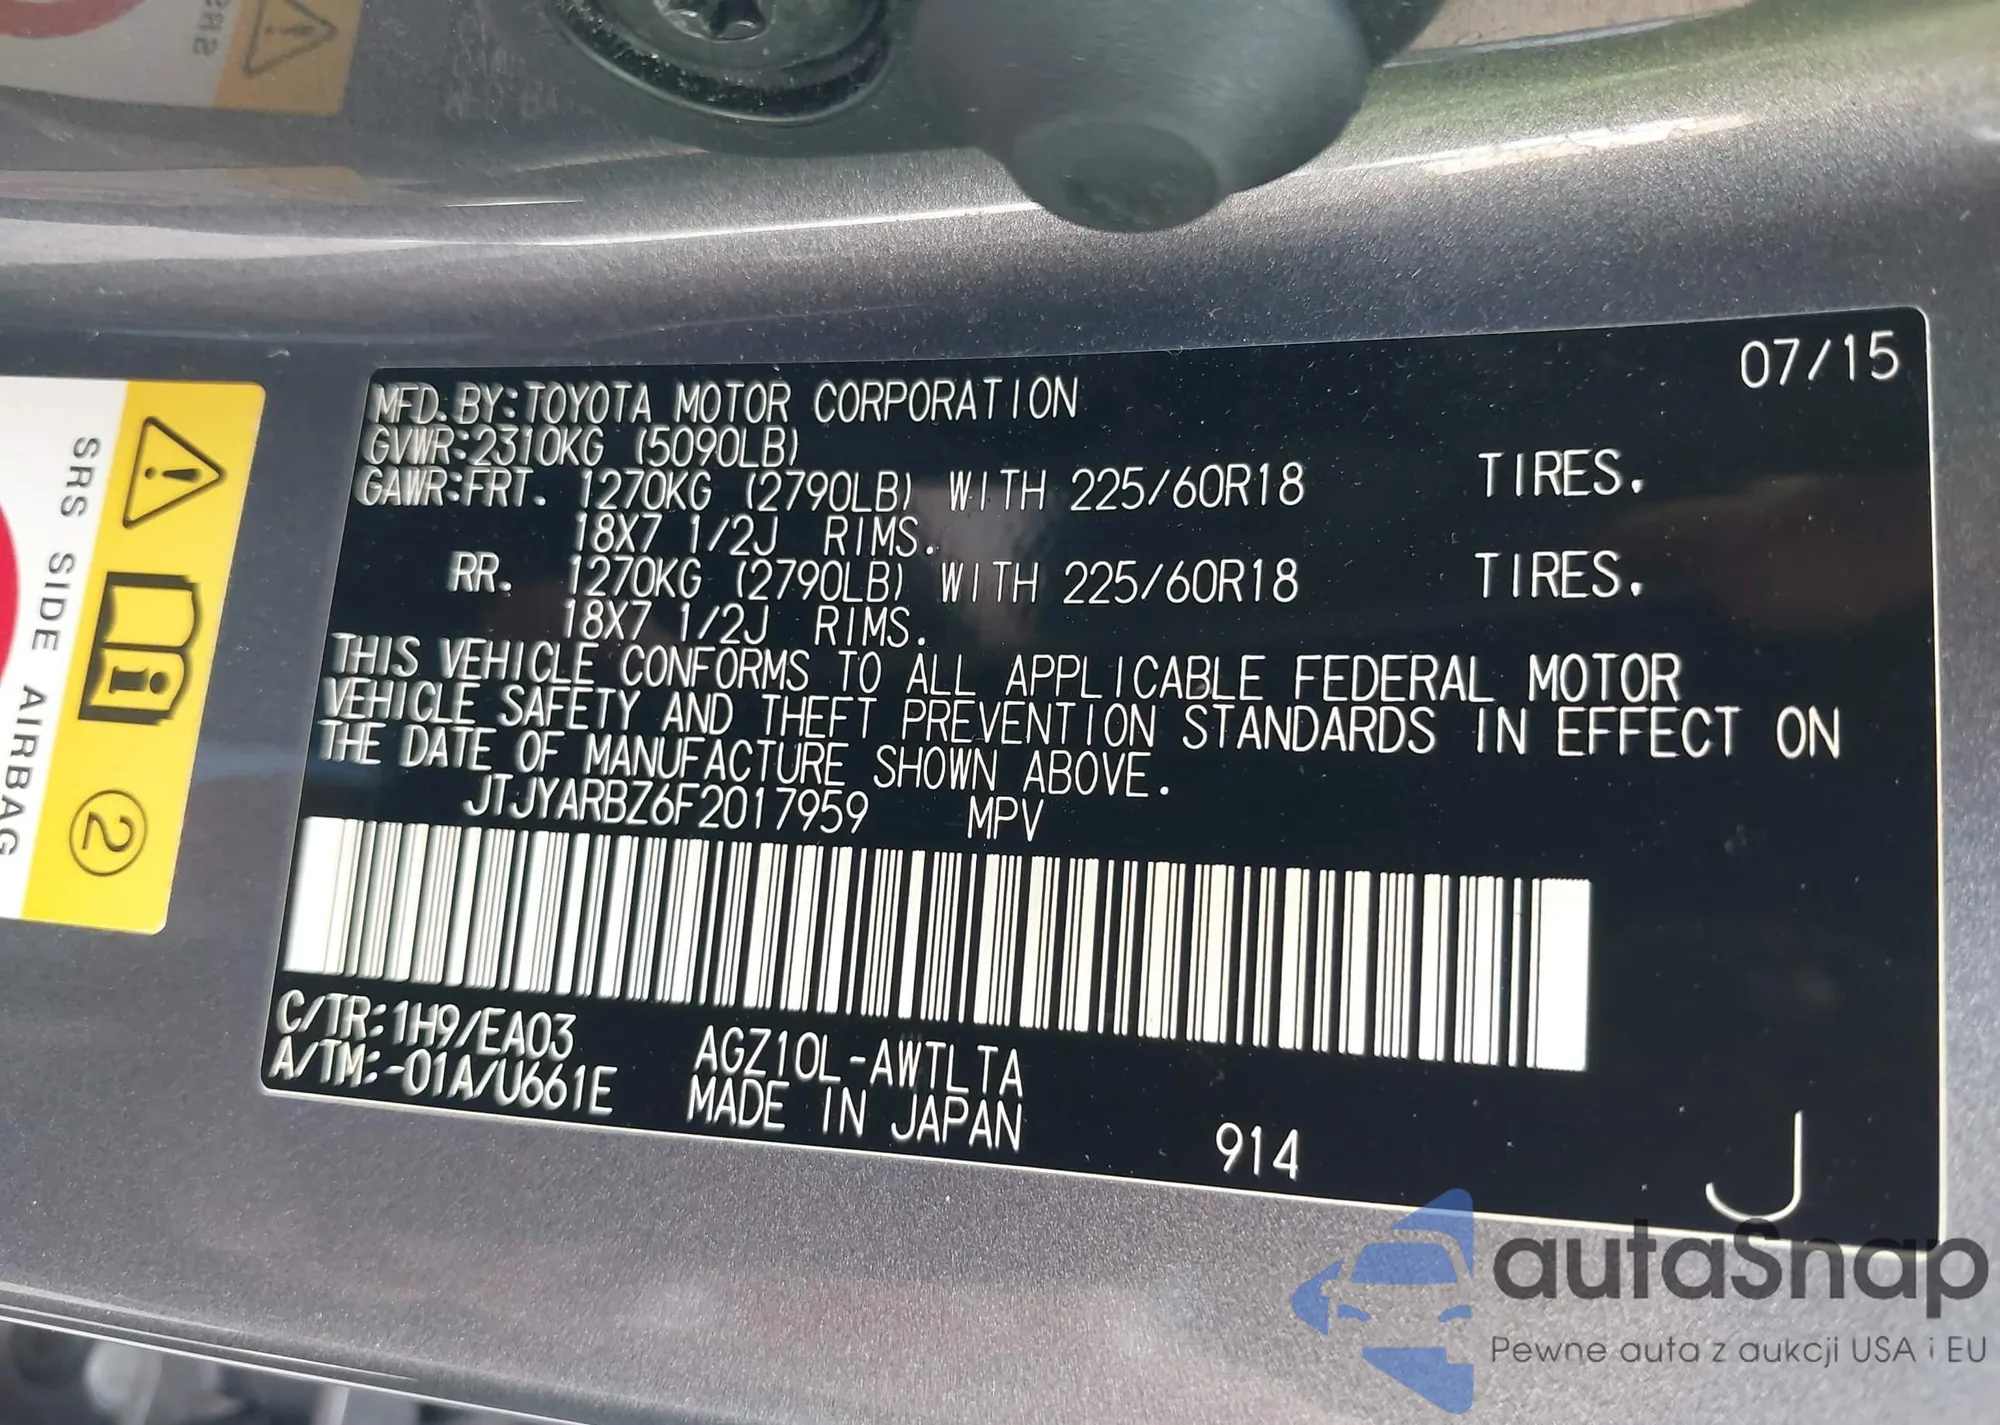 07/15
MFD.BY:TOYOTA MOTOR CORPORATION
GVWR:2310KG (5090LB)
GAWR:FRT. 1270KG (2790LB) WITH 225/60R18 TIRES.
18X7 1/2J RIMS.
RR. 1270KG (2790LB) WITH 225/60R18 TIRES.
18X7 1/2J RIMS.
THIS VEHICLE CONFORMS TO ALL APPLICABLE FEDERAL MOTOR
VEHICLE SAFETY AND THEFT PREVENTION STANDARDS IN EFFECT ON
THE DATE OF MANUFACTURE SHOWN ABOVE.
JTJYARBZ6F2017959 MPV
C/TR:1H9/EA03
A/TM:-01A/U661E
AGZ10L-AWTLTA
MADE IN JAPAN
914
J
SRS SIDE AIRBAG
2
SRS
autaSnap
Pewne auta z aukcji USA i EU